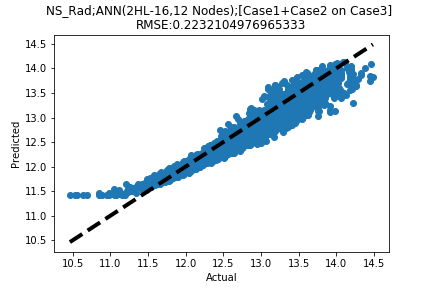 NS_Rad;ANN(2HL-16,12 Nodes);[Case1+Case2 on Case3]
RMSE:0.2232104976965333
14.5
14.0
13.5
13.0
12.5
12.0
11.5
11.0
10.5
Predicted
10.5 11.0 11.5 12.0 12.5 13.0 13.5 14.0 14.5
Actual